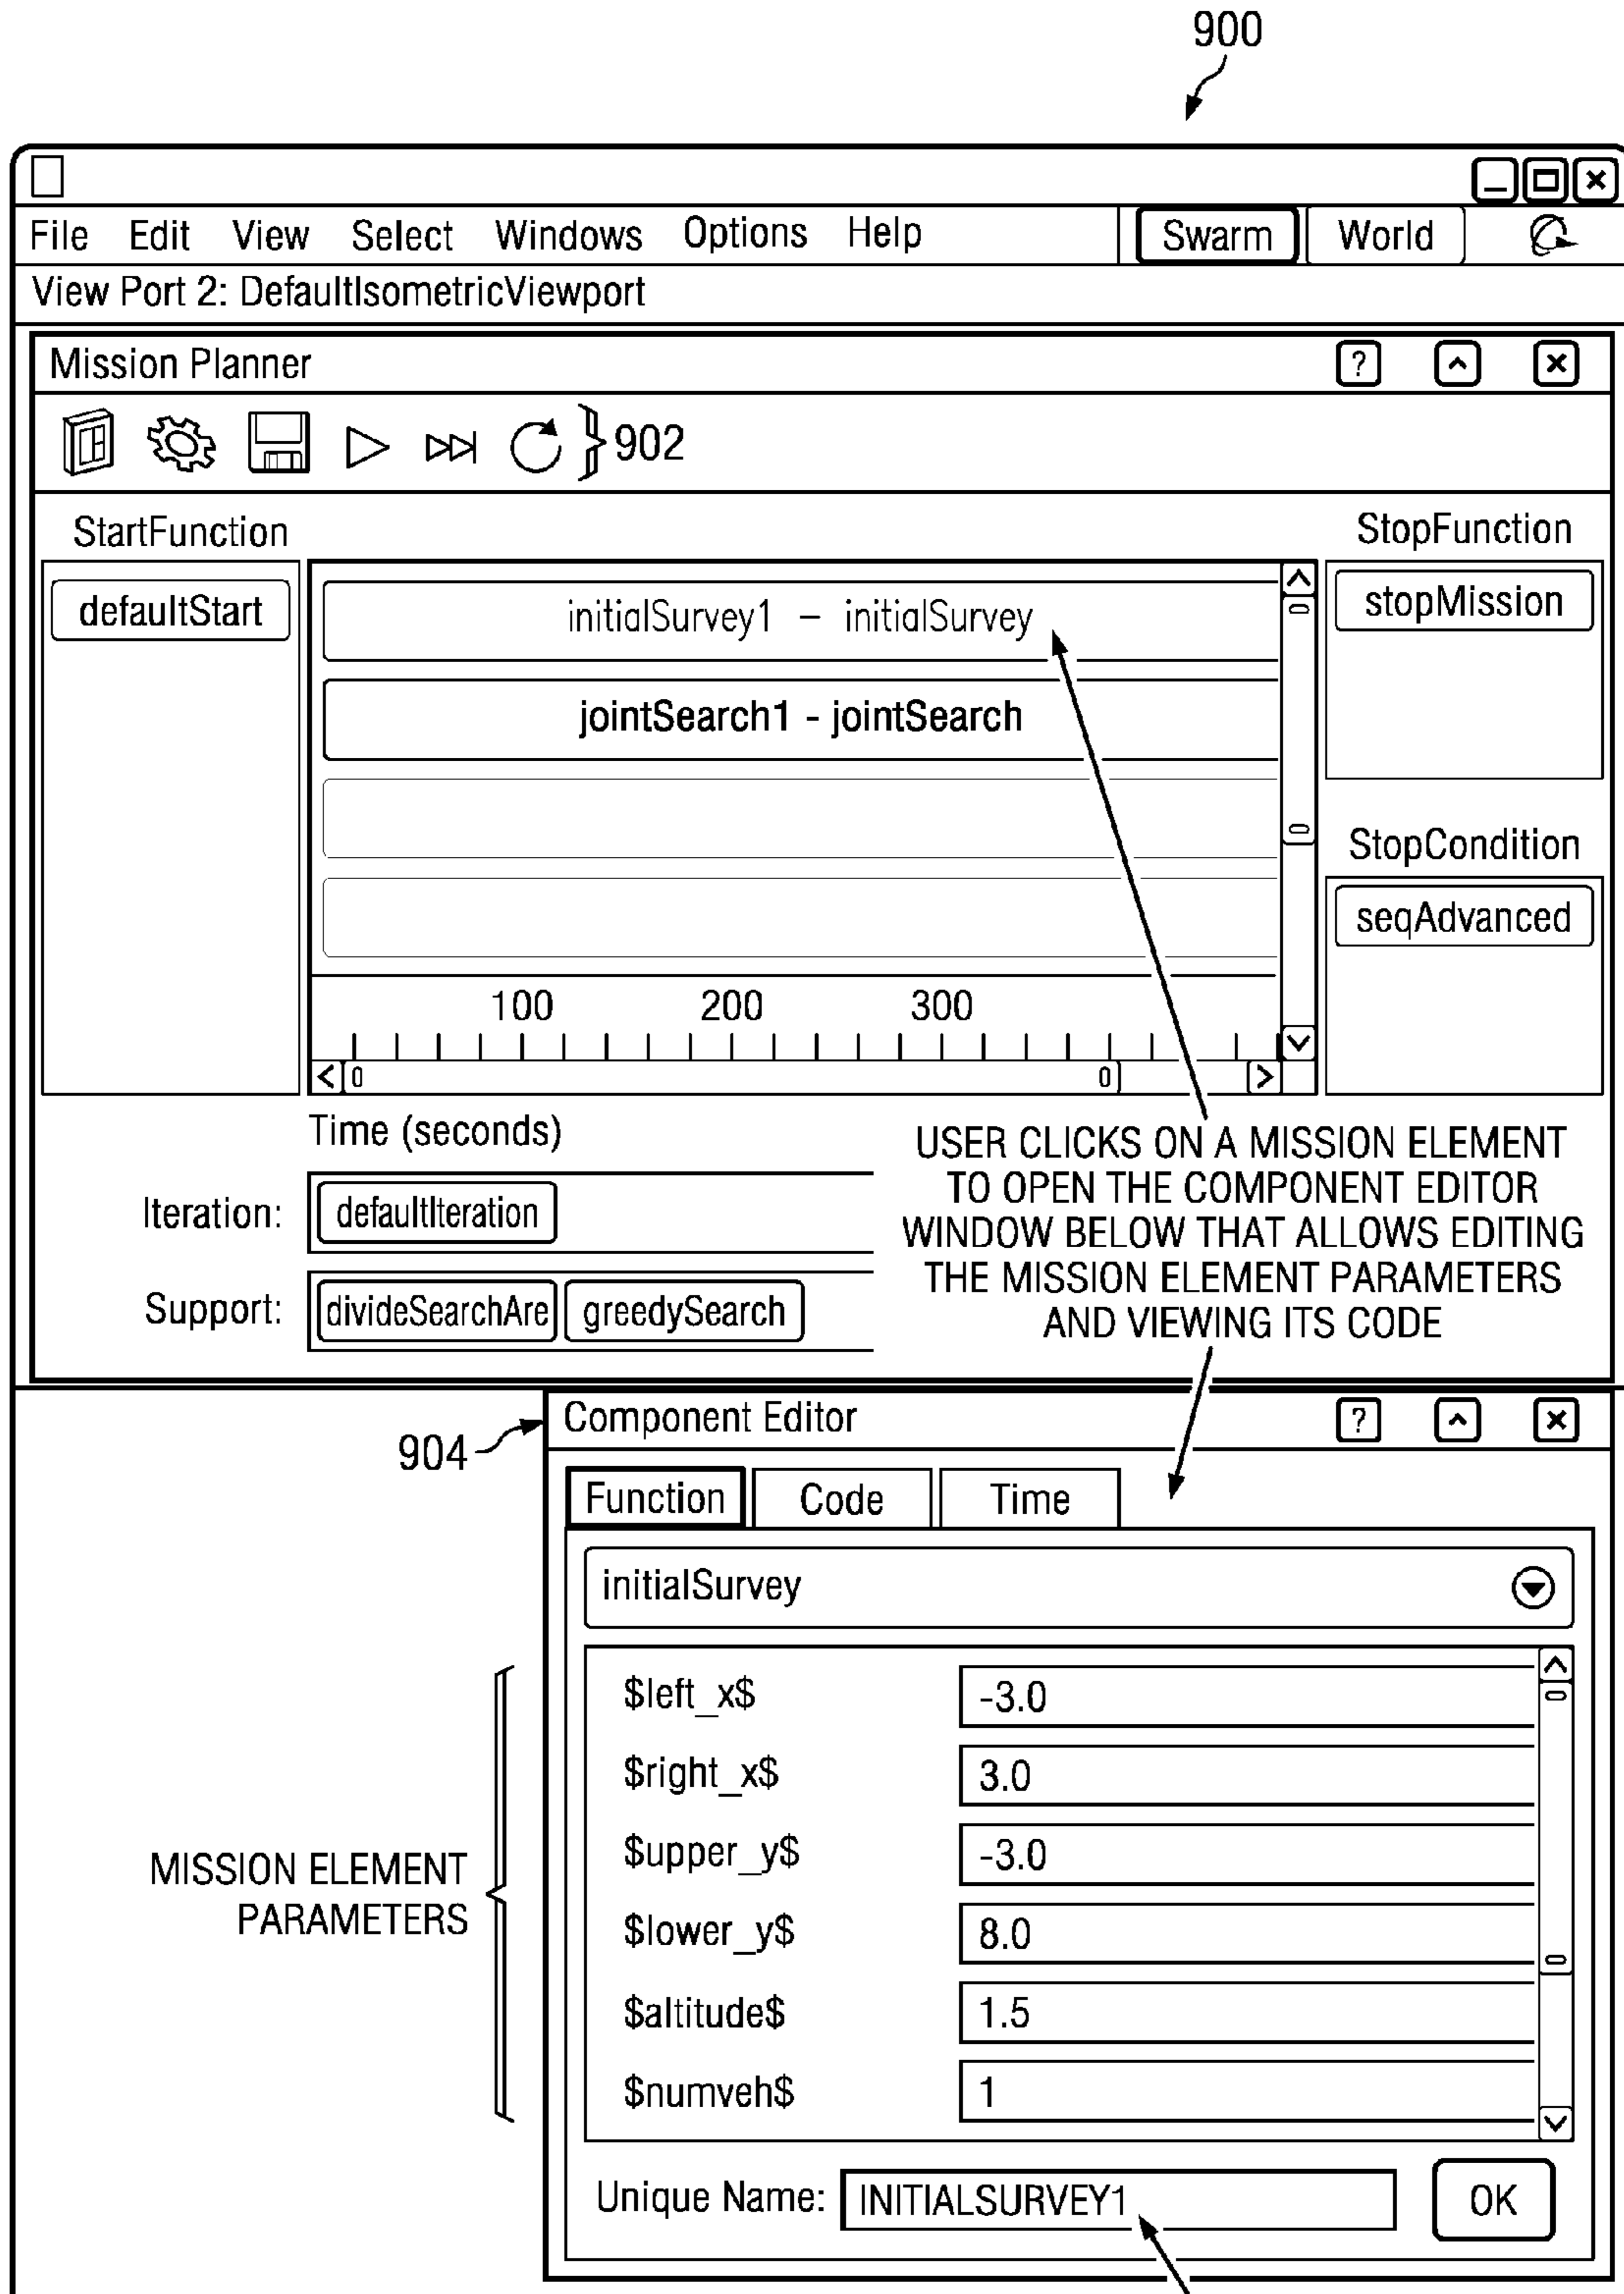 900
File Edit View Select Windows Options Help Swarm World
View Port 2: DefaultIsometricViewport
Mission Planner ?
902
StartFunction
StopFunction
defaultStart
initialSurvey1 – initialSurvey
stopMission
jointSearch1 - jointSearch
StopCondition
seqAdvanced
100 200 300
Time (seconds)
USER CLICKS ON A MISSION ELEMENT
TO OPEN THE COMPONENT EDITOR
WINDOW BELOW THAT ALLOWS EDITING
THE MISSION ELEMENT PARAMETERS
AND VIEWING ITS CODE
Iteration: defaultIteration
Support: divideSearchAre greedySearch
904
Component Editor ?
Function Code Time
initialSurvey
MISSION ELEMENT
PARAMETERS
$left_x$ -3.0
$right_x$ 3.0
$upper_y$ -3.0
$lower_y$ 8.0
$altitude$ 1.5
$numveh$ 1
Unique Name: INITIALSURVEY1 OK